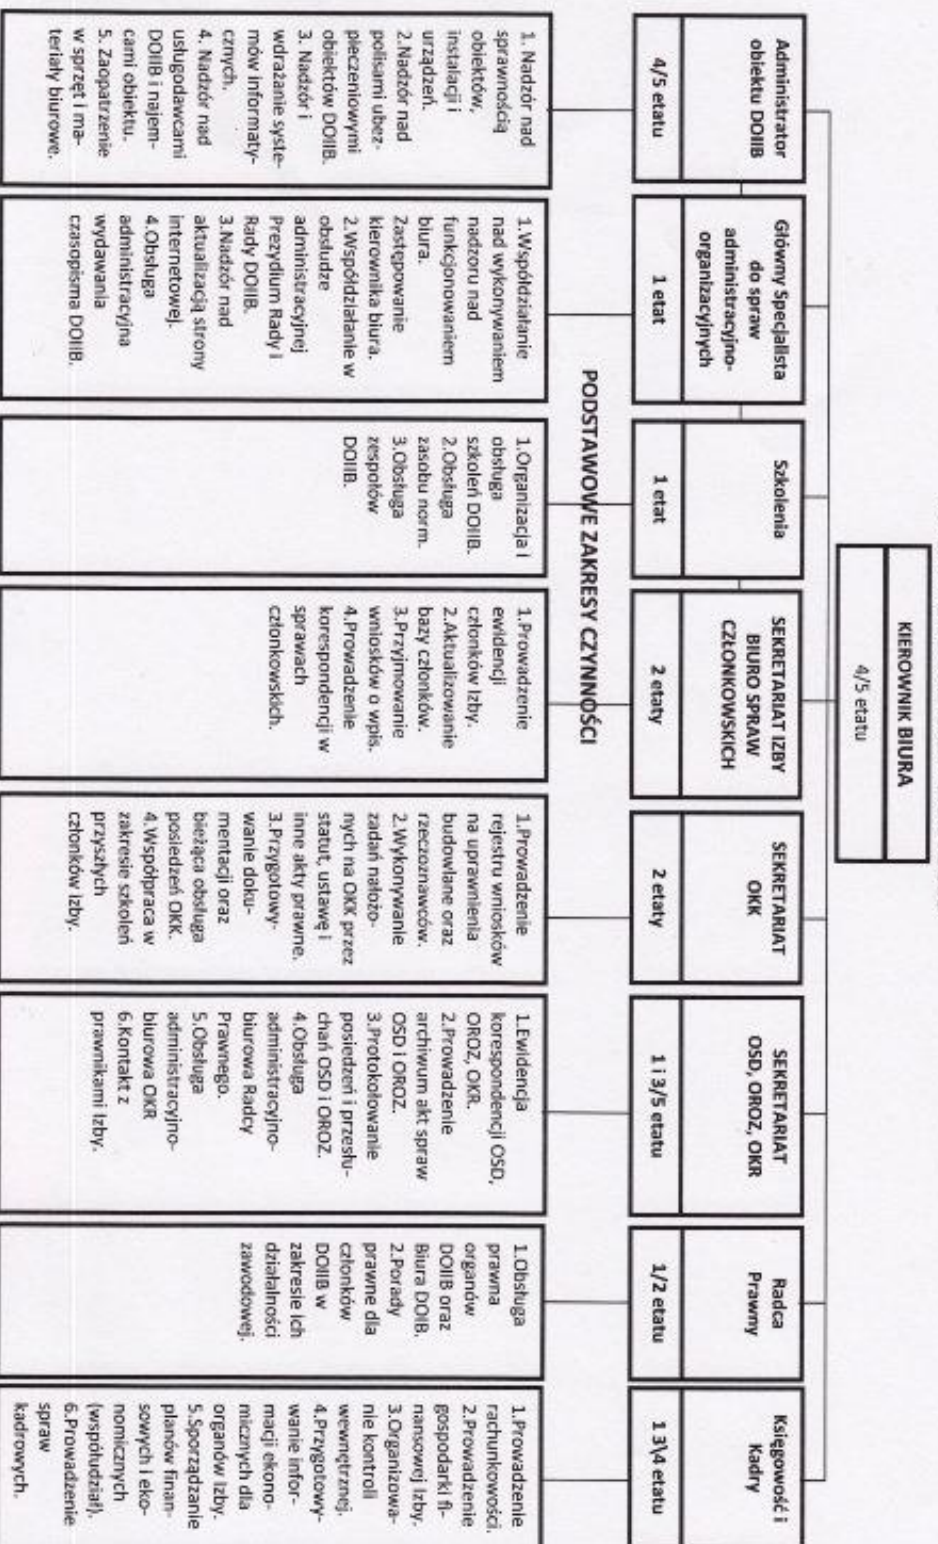 KIEROWNIK BIURA
4/5 etatu
Administrator
obiektu DOIIB
4/5 etatu
Główny Specjalista
do spraw
administracyjno-
organizacyjnych
1 etat
Szkolenia
1 etat
SEKRETARIAT IZBY
BIURO SPRAW
CZŁONKOWSKICH
2 etaty
SEKRETARIAT
OKK
2 etaty
SEKRETARIAT
OSD, OROZ, OKR
1 i 3/5 etatu
Radca
Prawny
1/2 etatu
Księgowość i
Kadry
1 3\4 etatu
PODSTAWOWE ZAKRESY CZYNNOŚCI
1. Nadzór nad
sprawnością
obiektów,
instalacji i
urządzeń.
2.Nadzór nad
polisami ubez-
pieczeniowymi
obiektów DOIIB.
3. Nadzór i
wdrażanie syste-
mów informaty-
cznych.
4. Nadzór nad
usługodawcami
DOIIB i najem-
cami obiektu.
5. Zaopatrzenie
w sprzęt i ma-
teriały biurowe.
1.Współdziałanie
nad wykonywaniem
nadzoru nad
funkcjonowaniem
biura.
Zastępowanie
kierownika biura.
2.Współdziałanie w
obsłudze
administracyjnej
Prezydium Rady i
Rady DOIIB.
3.Nadzór nad
aktualizacją strony
internetowej.
4.Obsługa
administracyjna
wydawania
czasopisma DOIIB.
1.Organizacja i
obsługa
szkoleń DOIIB.
2.Obsługa
zasobu norm.
3.Obsługa
zespołów
DOIIB.
1.Prowadzenie
ewidencji
członków Izby.
2.Aktualizowanie
bazy członków.
3.Przyjmowanie
wniosków o wpis.
4.Prowadzenie
korespondencji w
sprawach
członkowskich.
1.Prowadzenie
rejestru wniosków
na uprawnienia
budowlane oraz
rzeczoznawców.
2.Wykonywanie
zadań nałożo-
nych na OKK przez
statut, ustawę i
inne akty prawne.
3.Przygotowy-
wanie doku-
mentacji oraz
bieżąca obsługa
posiedzeń OKK.
4.Współpraca w
zakresie szkoleń
przyszłych
członków Izby.
1.Ewidencja
korespondencji OSD,
OROZ, OKR.
2.Prowadzenie
archiwum akt spraw
OSD i OROZ.
3.Protokołowanie
posiedzeń i przesłu-
chań OSD i OROZ.
4.Obsługa
administracyjno-
biurowa Radcy
Prawnego.
5.Obsługa
administracyjno-
biurowa OKR
6.Kontakt z
prawnikami Izby.
1.Obsługa
prawna
organów
DOIIB oraz
Biura DOIB.
2.Porady
prawne dla
członków
DOIIB w
zakresie ich
działalności
zawodowej.
1.Prowadzenie
rachunkowości.
2.Prowadzenie
gospodarki fi-
nansowej Izby.
3.Organizowa-
nie kontroli
wewnętrznej.
4.Przygotowy-
wanie infor-
macji ekono-
micznych dla
organów Izby.
5.Sporządzanie
planów finan-
sowych i eko-
nomicznych
(współudział).
6.Prowadzenie
spraw
kadrowych.